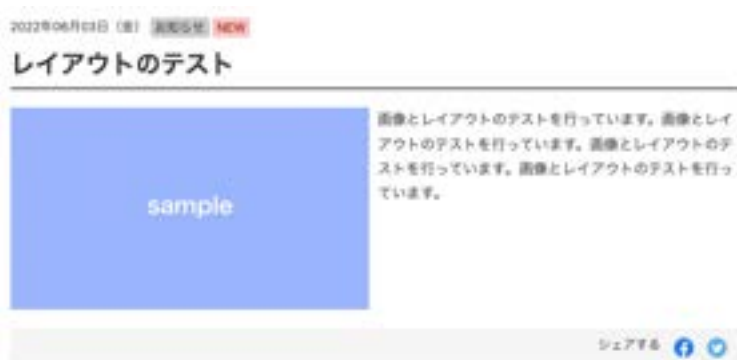 2022年06月03日（金） お知らせ NEW
レイアウトのテスト
sample
画像とレイアウトのテストを行っています。画像とレイ
アウトのテストを行っています。画像とレイアウトのテ
ストを行っています。画像とレイアウトのテストを行っ
ています。
シェアする